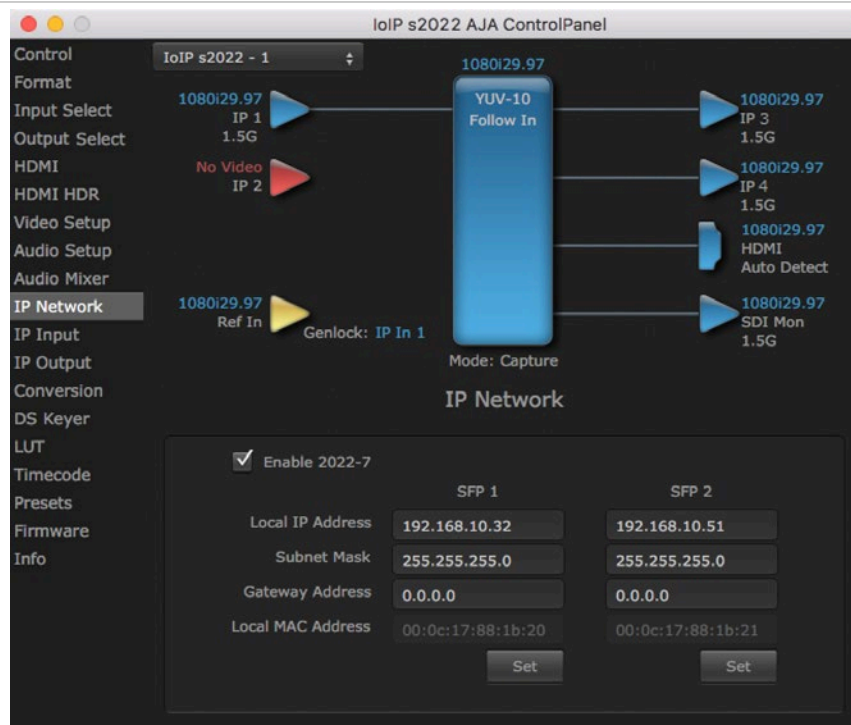 IoIP s2022 AJA ControlPanel
Control
Format
Input Select
Output Select
HDMI
HDMI HDR
Video Setup
Audio Setup
Audio Mixer
IP Network
IP Input
IP Output
Conversion
DS Keyer
LUT
Timecode
Presets
Firmware
Info
IoIP s2022 - 1
1080i29.97
YUV-10
Follow In
1080i29.97
IP 1
1.5G
No Video
IP 2
1080i29.97
Ref In
Genlock: IP In 1
Mode: Capture
1080i29.97
IP 3
1.5G
1080i29.97
IP 4
1.5G
1080i29.97
HDMI
Auto Detect
1080i29.97
SDI Mon
1.5G
IP Network
Enable 2022-7
SFP 1 SFP 2
Local IP Address 192.168.10.32 192.168.10.51
Subnet Mask 255.255.255.0 255.255.255.0
Gateway Address 0.0.0.0 0.0.0.0
Local MAC Address 00:0c:17:88:1b:20 00:0c:17:88:1b:21
Set Set